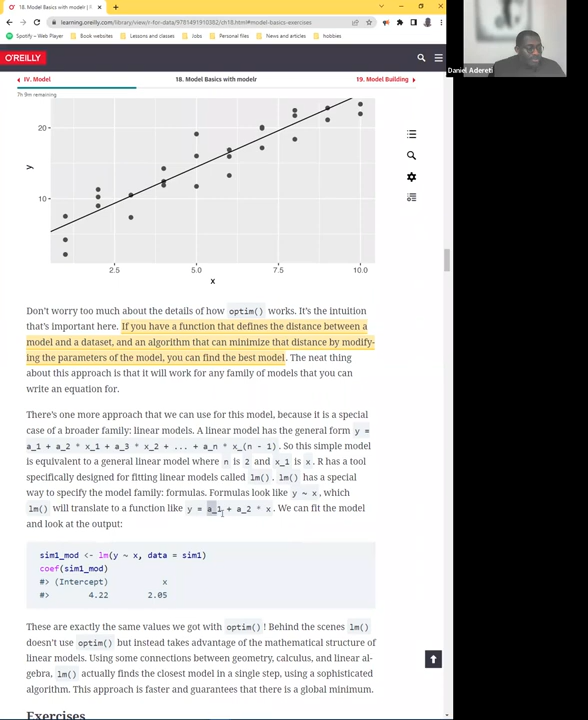 18. Model Basics with modelr | R
learning.oreilly.com/library/view/r-for-data/9781491910382/ch18.html#model-basics-exercises
Spotify – Web Player
Book websites
Lessons and classes
Jobs
Personal files
News and articles
hobbies
O'REILLY
Daniel Adereti
IV. Model
18. Model Basics with modelr
19. Model Building
7h 9m remaining
20
y
10
2.5 5.0 7.5 10.0
x
Don't worry too much about the details of how optim() works. It's the intuition
that's important here. If you have a function that defines the distance between a
model and a dataset, and an algorithm that can minimize that distance by modify-
ing the parameters of the model, you can find the best model. The neat thing
about this approach is that it will work for any family of models that you can
write an equation for.
There's one more approach that we can use for this model, because it is a special
case of a broader family: linear models. A linear model has the general form y =
a_1 + a_2 * x_1 + a_3 * x_2 + ... + a_n * x_(n - 1). So this simple model
is equivalent to a general linear model where n is 2 and x_1 is x. R has a tool
specifically designed for fitting linear models called lm(). lm() has a special
way to specify the model family: formulas. Formulas look like y ~ x, which
lm() will translate to a function like y = a_1 + a_2 * x. We can fit the model
and look at the output:
sim1_mod <- lm(y ~ x, data = sim1)
coef(sim1_mod)
#> (Intercept) x
#> 4.22 2.05
These are exactly the same values we got with optim()! Behind the scenes lm()
doesn't use optim() but instead takes advantage of the mathematical structure of
linear models. Using some connections between geometry, calculus, and linear al-
gebra, lm() actually finds the closest model in a single step, using a sophisticated
algorithm. This approach is faster and guarantees that there is a global minimum.
Exercises